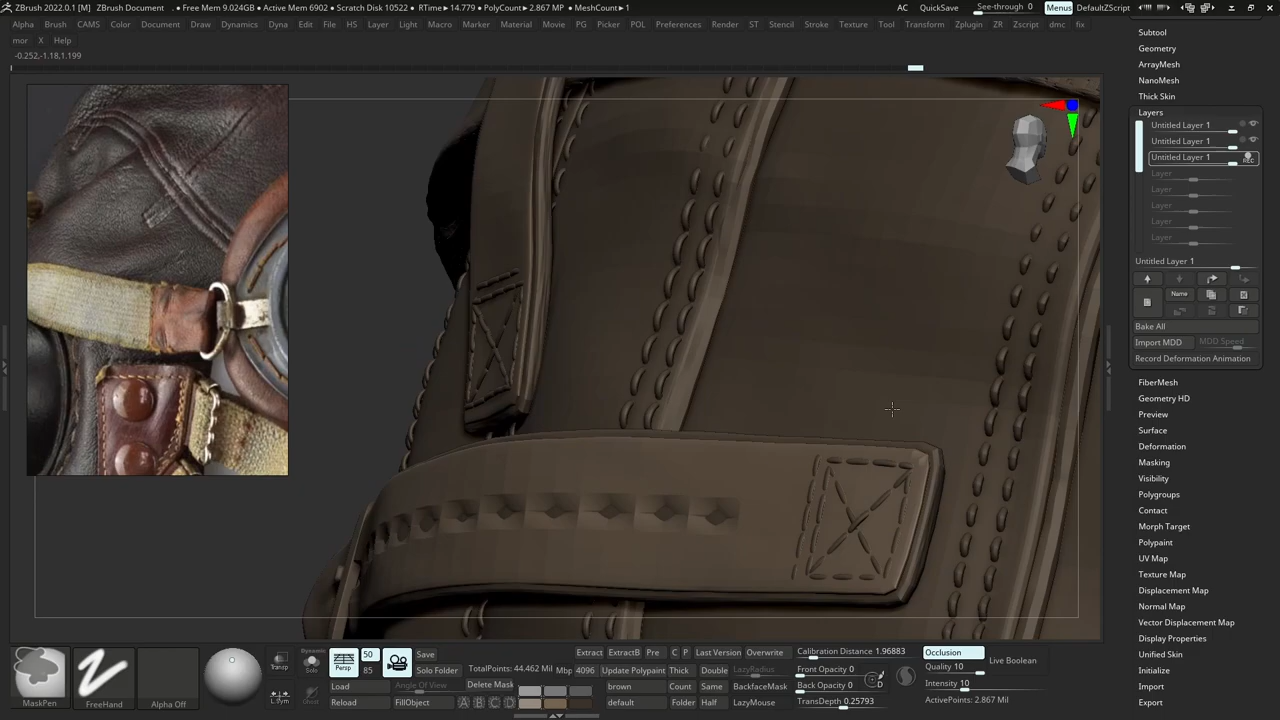 ZBrush 2022.0.1 [M] ZBrush Document . • Free Mem 9.024GB • Active Mem 6902 • Scratch Disk 10522 • RTime▸14.779 • PolyCount▸2.867 MP • MeshCount▸1 AC QuickSave See-through 0 Menus DefaultZScript
Alpha Brush CAMS Color Document Draw Dynamics Dyna Edit File HS Layer Light Macro Marker Material Movie PG Picker POL Preferences Render ST Stencil Stroke Texture Tool Transform Zplugin ZR Zscript dmc fix
mor X Help
-0.252,-1.18,1.199
Subtool
Geometry
ArrayMesh
NanoMesh
Thick Skin
Layers
Untitled Layer 1
Untitled Layer 1
Untitled Layer 1 REC
Layer
Layer
Layer
Layer
Layer
Untitled Layer 1
Name
Bake All
Import MDD MDD Speed
Record Deformation Animation
FiberMesh
Geometry HD
Preview
Surface
Deformation
Masking
Visibility
Polygroups
Contact
Morph Target
Polypaint
UV Map
Texture Map
Displacement Map
Normal Map
Vector Displacement Map
Display Properties
Unified Skin
Initialize
Import
Export
MaskPen
FreeHand
Alpha Off
Transp
Ghost
L.Sym
Dynamic
Solo
Persp
50
85
Save
Solo Folder
Load Angle Of View
Reload FillObject
TotalPoints: 44.462 Mil
Delete Mask
A B C D
Extract ExtractB Pre C P Last Version Overwrite
Mbp 4096 Update Polypaint Thick Double LazyRadius
brown Count Same BackfaceMask
default Folder Half LazyMouse
Calibration Distance 1.96883
Front Opacity 0
Back Opacity 0 D
TransDepth 0.25793
Occlusion
Quality 10
Intensity 10
Live Boolean
ActivePoints: 2.867 Mil